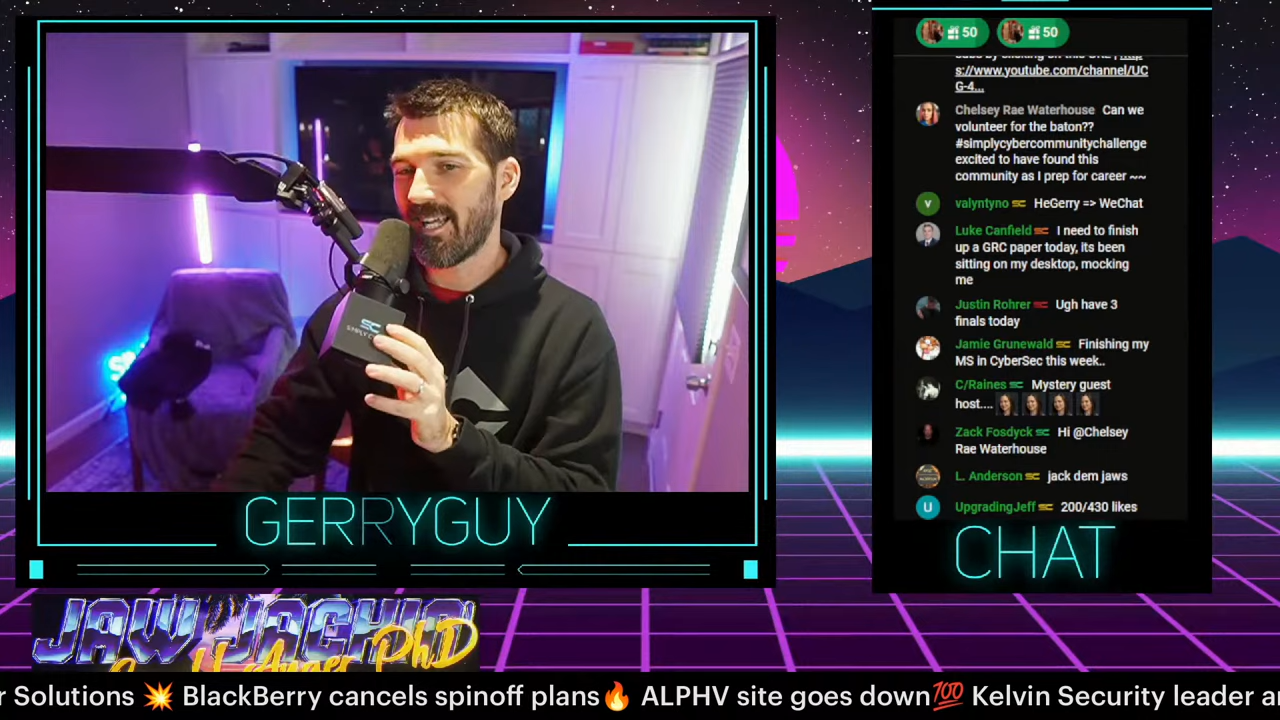 50 50
s://www.youtube.com/channel/UC
G-4...
Chelsey Rae Waterhouse Can we
volunteer for the baton??
#simplycybercommunitychallenge
excited to have found this
community as I prep for career ~~
v valyntyno HeGerry => WeChat
Luke Canfield I need to finish
up a GRC paper today, its been
sitting on my desktop, mocking
me
Justin Rohrer Ugh have 3
finals today
Jamie Grunewald Finishing my
MS in CyberSec this week..
C/Raines Mystery guest
host....
Zack Fosdyck Hi @Chelsey
Rae Waterhouse
L. Anderson jack dem jaws
U UpgradingJeff 200/430 likes
GERRYGUY
CHAT
JAW JACKIN'
PhD
r Solutions 💥 BlackBerry cancels spinoff plans🔥 ALPHV site goes down💯 Kelvin Security leader a